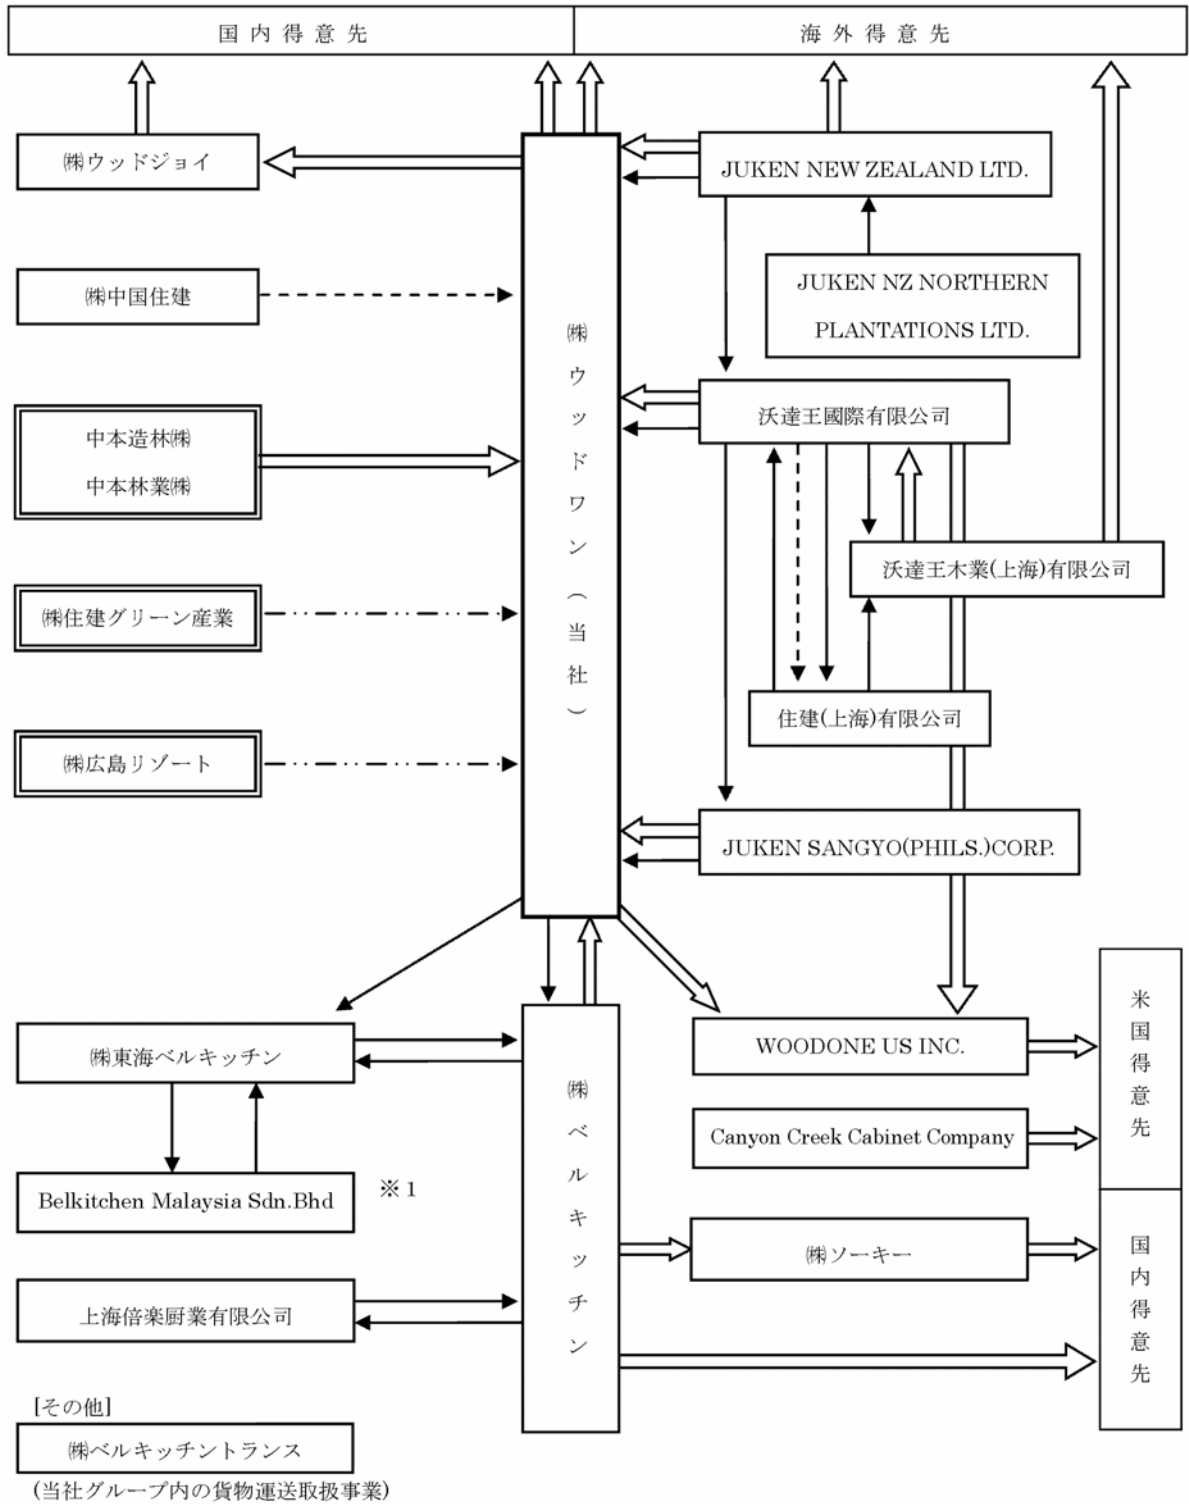 国内得意先
海外得意先
㈱ウッドジョイ
JUKEN NEW ZEALAND LTD.
㈱中国住建
JUKEN NZ NORTHERN
PLANTATIONS LTD.
㈱ウッドワン(当社)
沃達王國際有限公司
中本造林㈱
中本林業㈱
沃達王木業(上海)有限公司
㈱住建グリーン産業
住建(上海)有限公司
㈱広島リゾート
JUKEN SANGYO(PHILS.)CORP.
㈱東海ベルキッチン
㈱ベルキッチン
WOODONE US INC.
米国得意先
Canyon Creek Cabinet Company
Belkitchen Malaysia Sdn.Bhd
※1
㈱ソーキー
国内得意先
上海倍楽厨業有限公司
[その他]
㈱ベルキッチントランス
(当社グループ内の貨物運送取扱事業)